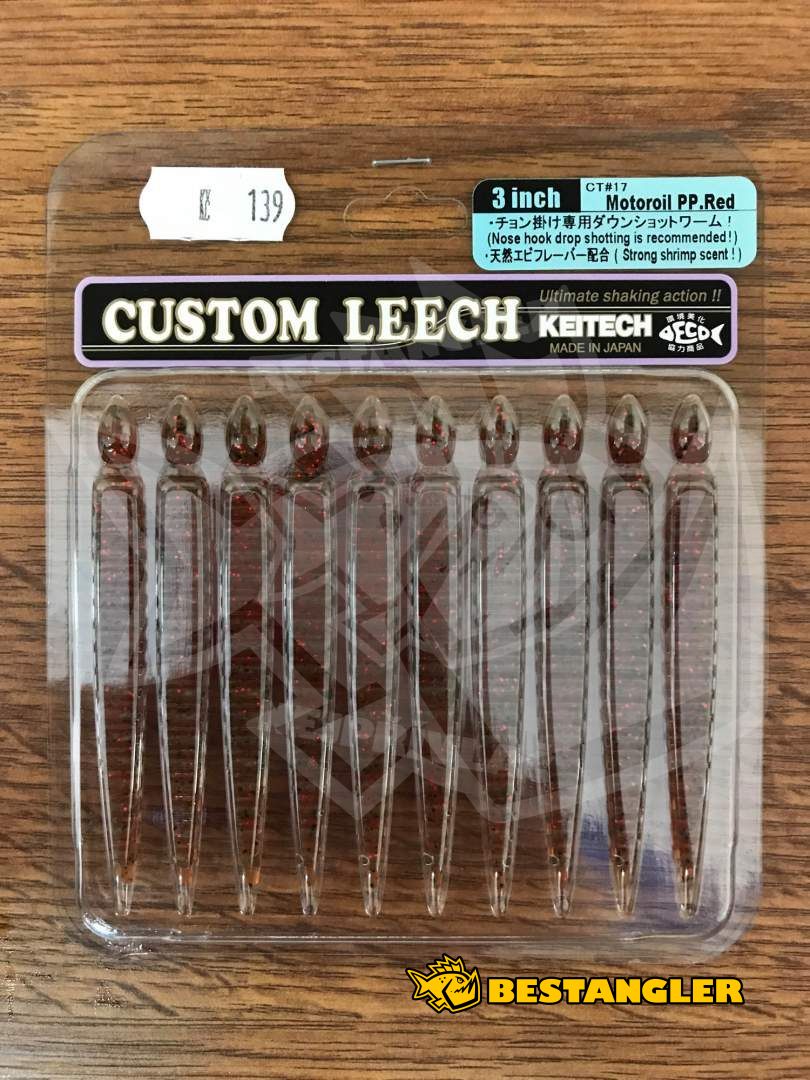 ₡ 139
3 inch
CT#17
Motoroil PP.Red
・チョン掛け専用ダウンショットワーム！
(Nose hook drop shotting is recommended!)
・天然エビフレーバー配合 ( Strong shrimp scent! )
CUSTOM LEECH
Ultimate shaking action !!
KEITECH
MADE IN JAPAN
環境美化
ECO
協力商品
BESTANGLER